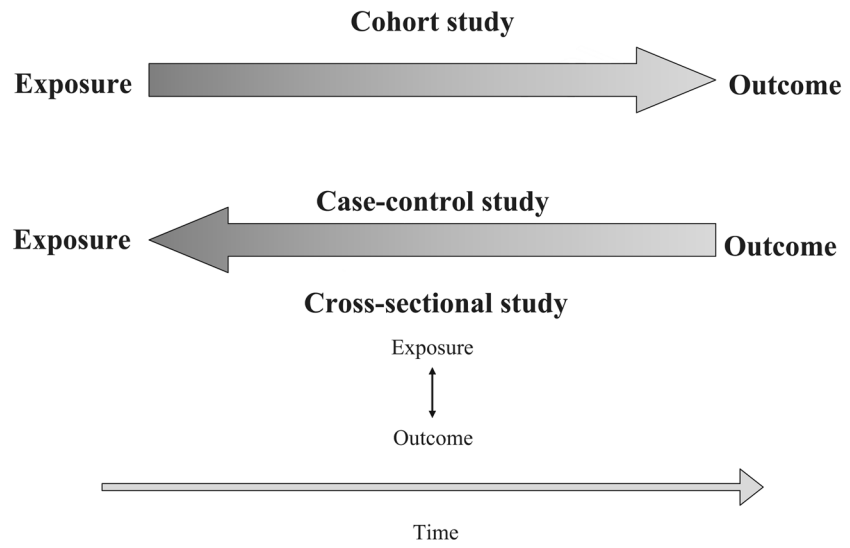 Cohort study
Exposure
Outcome
Case-control study
Exposure
Outcome
Cross-sectional study
Exposure
Outcome
Time